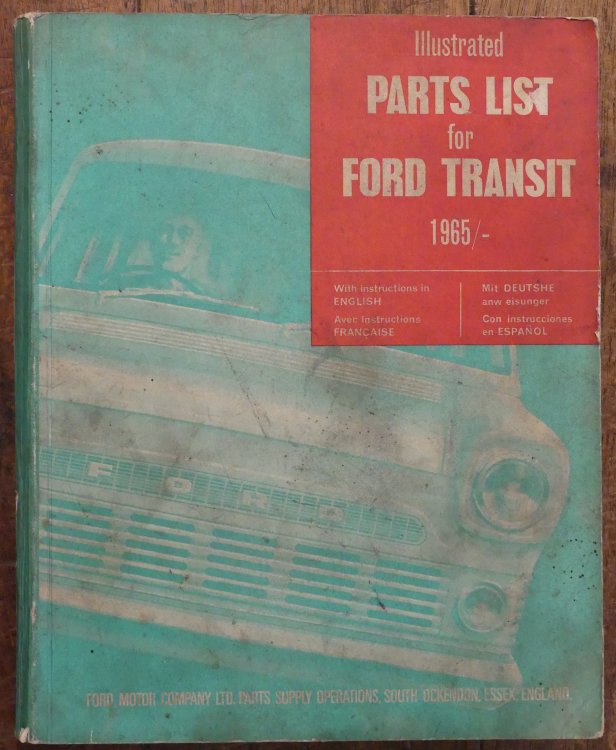 Illustrated
PARTS LIST
for
FORD TRANSIT
1965/-
With instructions in
ENGLISH
Avec instructions
FRANÇAISE
Mit DEUTSHE
anw eisunger
Con instrucciones
en ESPAÑOL
FORD
FORD MOTOR COMPANY LTD. PARTS SUPPLY OPERATIONS, SOUTH OCKENDON, ESSEX, ENGLAND.